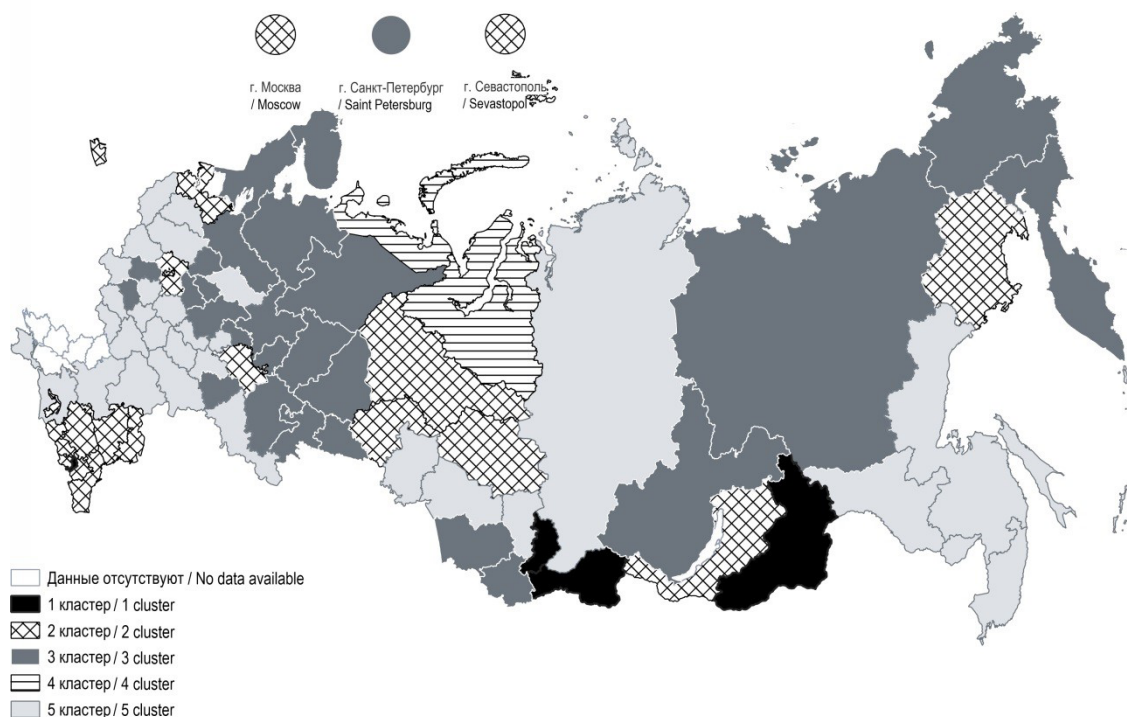 г. Москва
/ Moscow
г. Санкт-Петербург
/ Saint Petersburg
г. Севастополь
/ Sevastopol
Данные отсутствуют / No data available
1 кластер / 1 cluster
2 кластер / 2 cluster
3 кластер / 3 cluster
4 кластер / 4 cluster
5 кластер / 5 cluster